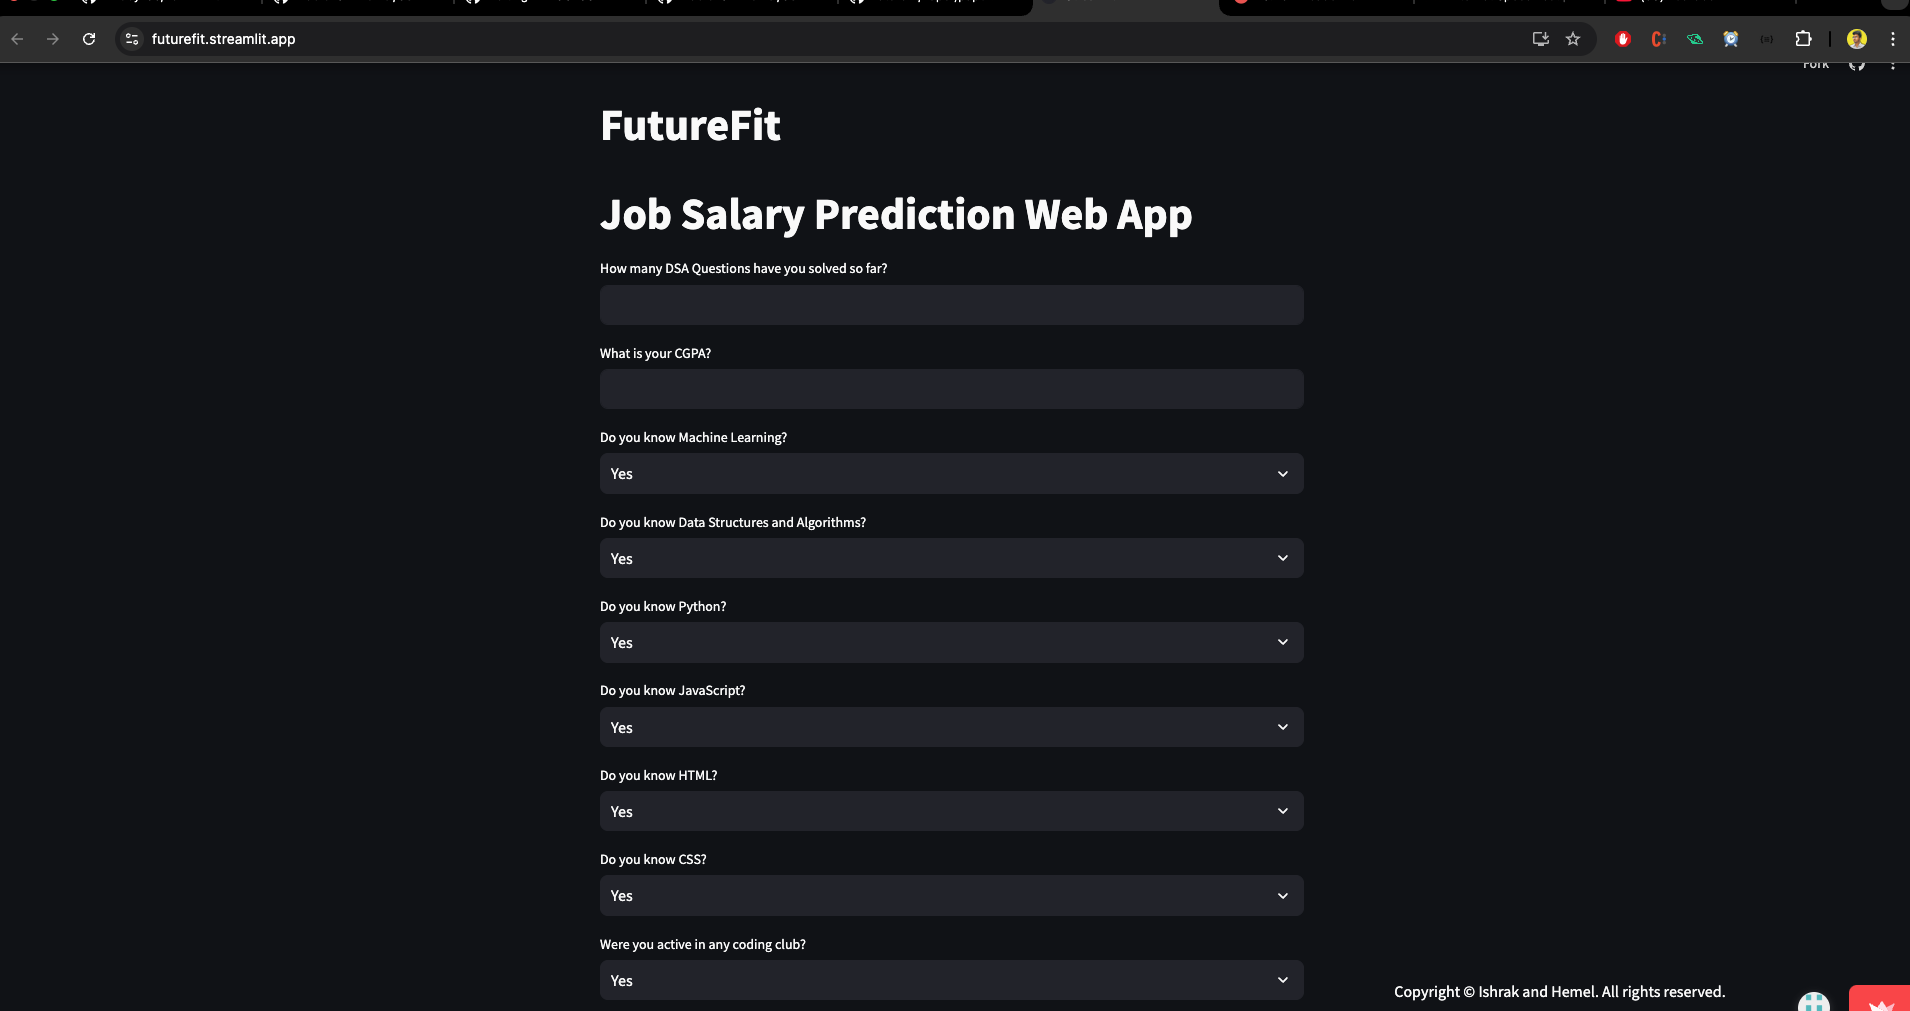 futurefit.streamlit.app
Fork
FutureFit
Job Salary Prediction Web App
How many DSA Questions have you solved so far?
What is your CGPA?
Do you know Machine Learning?
Yes
Do you know Data Structures and Algorithms?
Yes
Do you know Python?
Yes
Do you know JavaScript?
Yes
Do you know HTML?
Yes
Do you know CSS?
Yes
Were you active in any coding club?
Yes
Copyright © Ishrak and Hemel. All rights reserved.